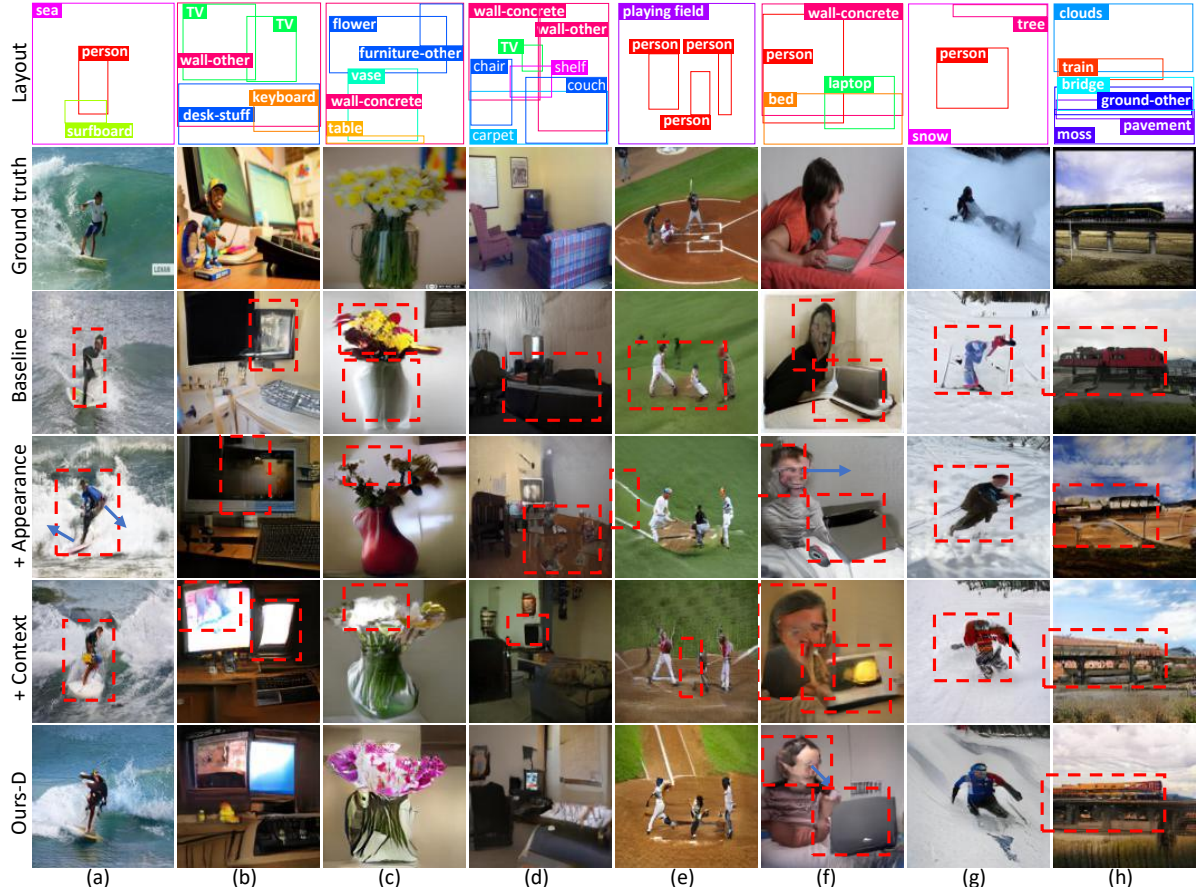 Layout
sea
person
surfboard
TV
TV
wall-other
keyboard
desk-stuff
flower
furniture-other
vase
wall-concrete
table
wall-concrete
wall-other
TV
chair
shelf
couch
carpet
playing field
person
person
person
wall-concrete
person
laptop
bed
tree
person
snow
clouds
train
bridge
ground-other
pavement
moss
Ground truth
Baseline
+ Appearance
+ Context
Ours-D
(a)
(b)
(c)
(d)
(e)
(f)
(g)
(h)